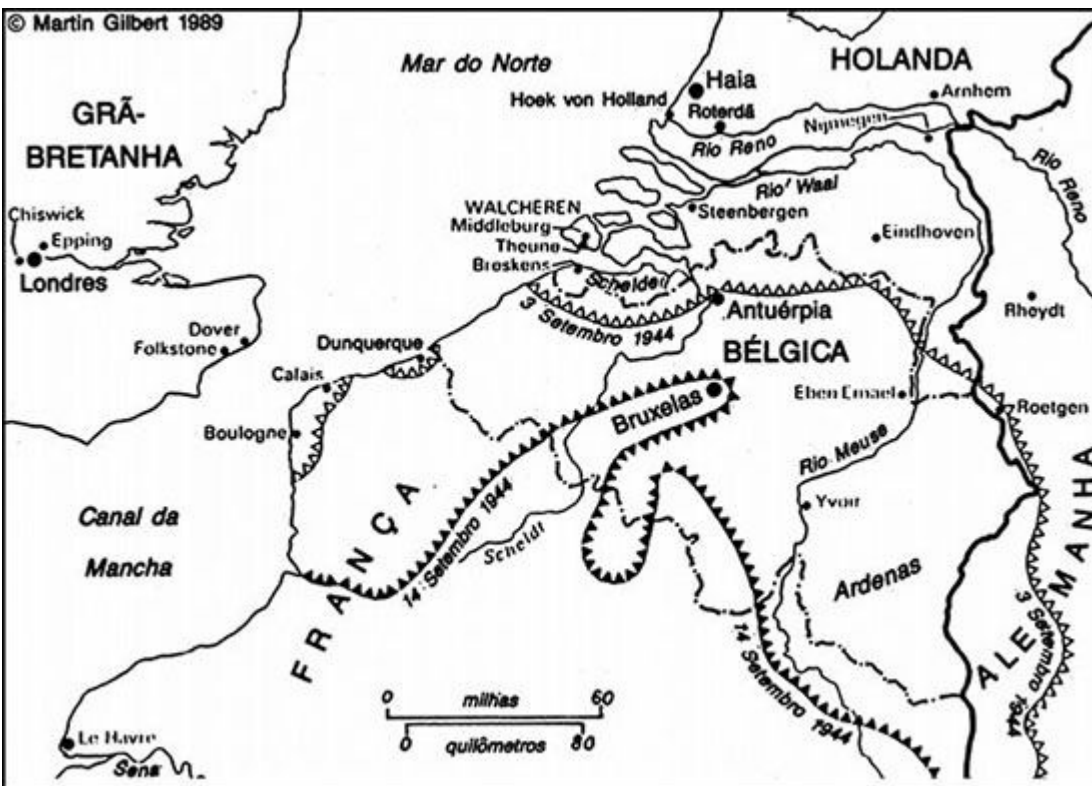 © Martin Gilbert 1989
Mar do Norte
HOLANDA
Haia
Arnhem
Hoek von Holland
Roterdã
Nijmegen
GRÃ-
BRETANHA
Rio Reno
Rio Reno
Rio Waal
Chiswick
Epping
Londres
WALCHEREN
Middleburg
Theune
Breskens
Steenbergen
Eindhoven
Scheldt
3 Setembro 1944
Antuérpia
Rheydt
Dover
Folkstone
Dunquerque
BÉLGICA
Calais
Bruxelas
Eben Emael
Roetgen
Boulogne
Rio Meuse
Canal da
Mancha
FRANÇA
14 Setembro 1944
Scheldt
Yvoir
Ardenas
ALEMANHA
3 Setembro 1944
14 Setembro 1944
0 milhas 60
0 quilômetros 80
Le Havre
Sena